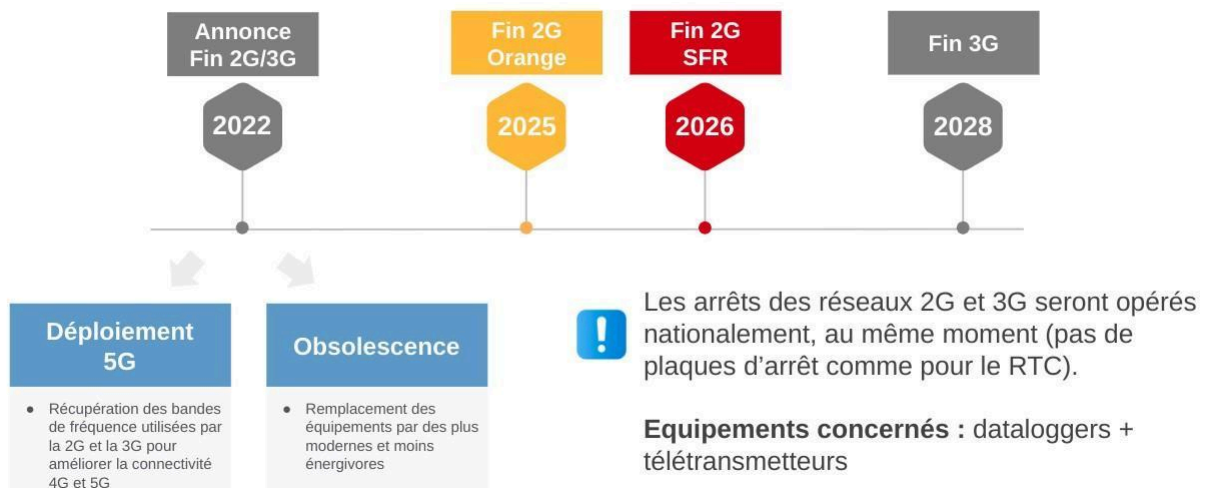 Annonce
Fin 2G/3G
Fin 2G
Orange
Fin 2G
SFR
Fin 3G
2022
2025
2026
2028
Déploiement
5G
● Récupération des bandes
de fréquence utilisées par
la 2G et la 3G pour
améliorer la connectivité
4G et 5G
Obsolescence
● Remplacement des
équipements par des plus
modernes et moins
énergivores
Les arrêts des réseaux 2G et 3G seront opérés
nationalement, au même moment (pas de
plaques d’arrêt comme pour le RTC).
Equipements concernés : dataloggers +
télétransmetteurs